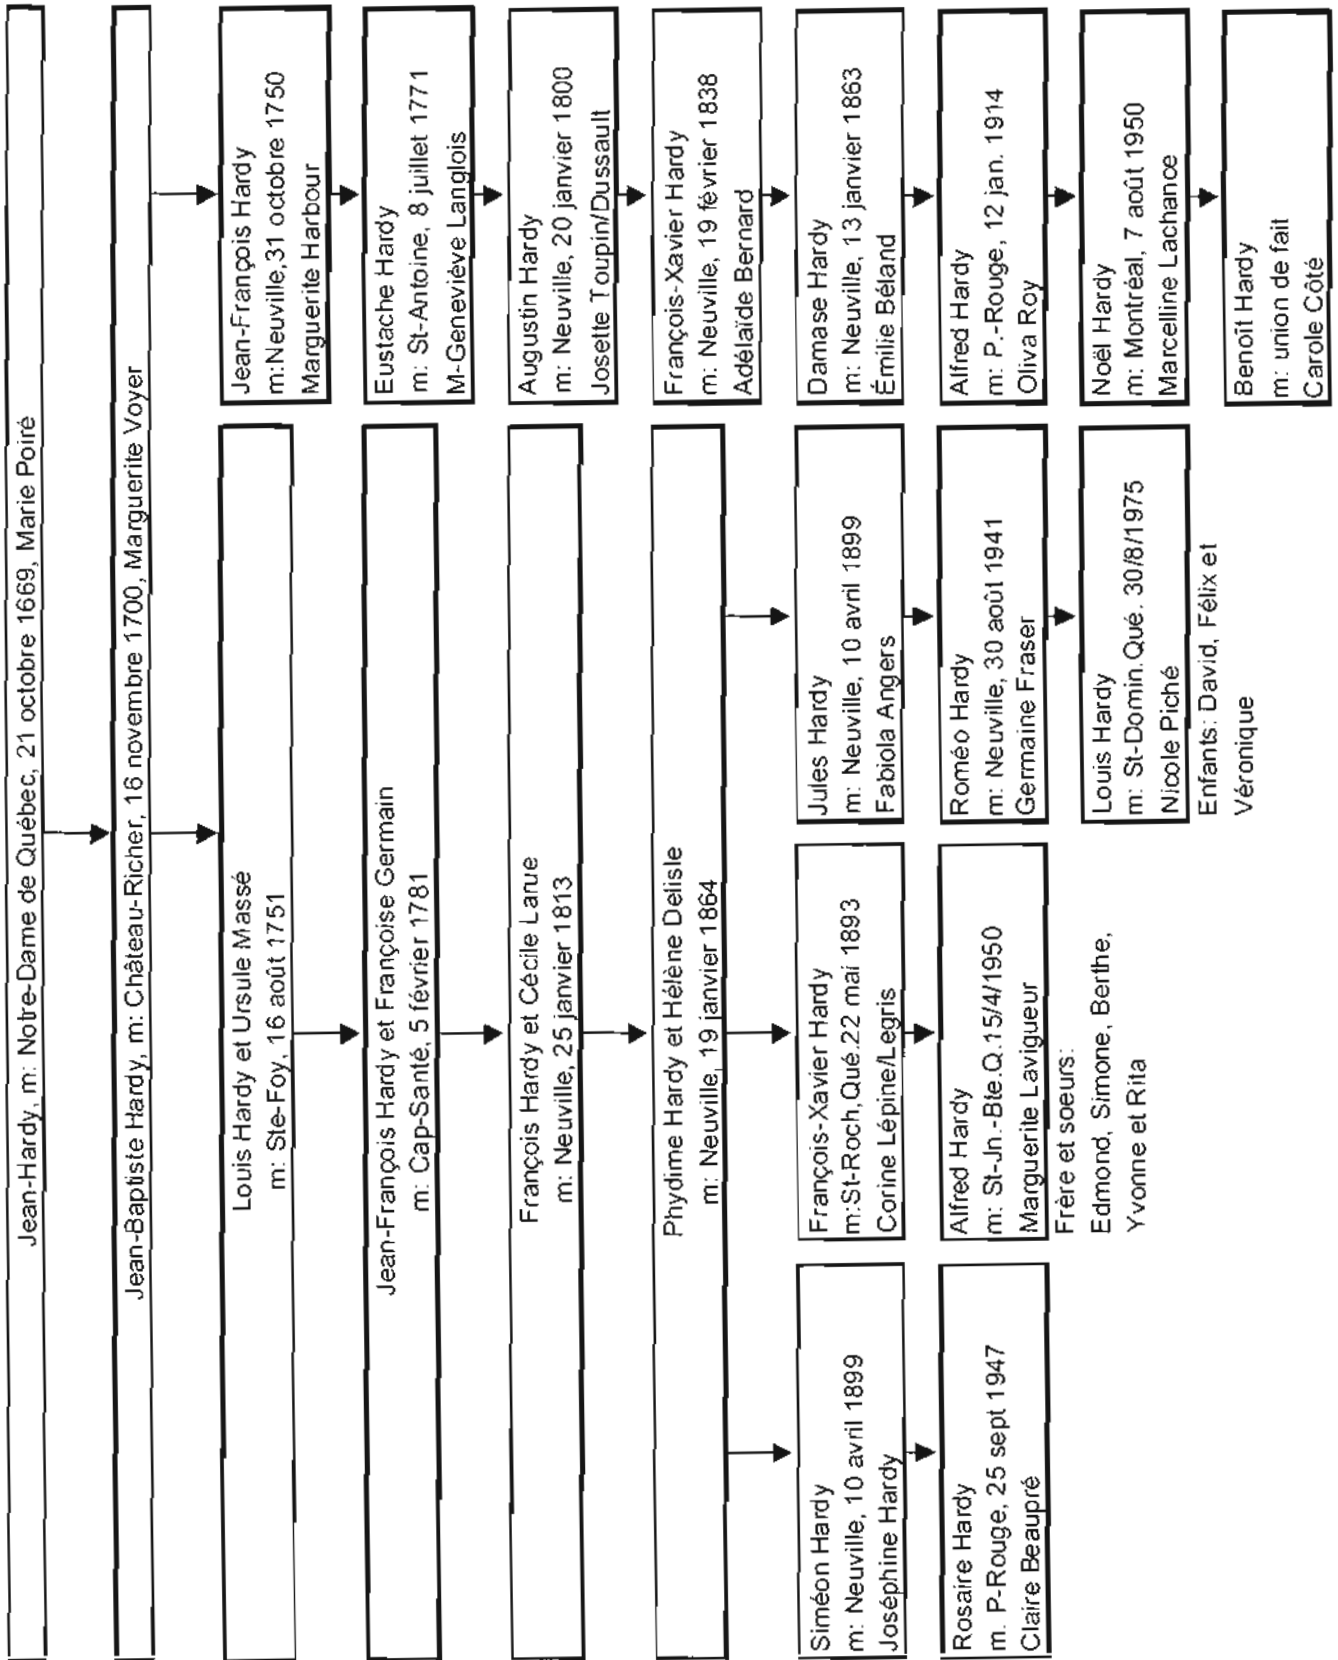 Jean-Hardy, m: Notre-Dame de Québec, 21 octobre 1669, Marie Poiré
Jean-Baptiste Hardy, m: Château-Richer, 16 novembre 1700, Marguerite Voyer
Louis Hardy et Ursule Massé
m: Ste-Foy, 16 août 1751
Jean-François Hardy
m:Neuville,31 octobre 1750
Marguerite Harbour
Jean-François Hardy et Françoise Germain
m: Cap-Santé, 5 février 1781
Eustache Hardy
m: St-Antoine, 8 juillet 1771
M-Geneviève Langlois
François Hardy et Cécile Larue
m: Neuville, 25 janvier 1813
Augustin Hardy
m: Neuville, 20 janvier 1800
Josette Toupin/Dussault
Phydime Hardy et Hélène Delisle
m: Neuville, 19 janvier 1864
François-Xavier Hardy
m: Neuville, 19 février 1838
Adélaïde Bernard
Siméon Hardy
m: Neuville, 10 avril 1899
Joséphine Hardy
François-Xavier Hardy
m:St-Roch,Qué.22 mai 1893
Corine Lépine/Legris
Jules Hardy
m: Neuville, 10 avril 1899
Fabiola Angers
Damase Hardy
m: Neuville, 13 janvier 1863
Émilie Béland
Rosaire Hardy
m. P-Rouge, 25 sept 1947
Claire Beaupré
Alfred Hardy
m: St-Jn.-Bte.Q.15/4/1950
Marguerite Lavigueur
Frère et soeurs:
Edmond, Simone, Berthe,
Yvonne et Rita
Roméo Hardy
m: Neuville, 30 août 1941
Germaine Fraser
Alfred Hardy
m: P.-Rouge, 12 jan. 1914
Oliva Roy
Louis Hardy
m: St-Domin.Qué. 30/8/1975
Nicole Piché
Enfants: David, Félix et
Véronique
Noël Hardy
m: Montréal, 7 août 1950
Marcelline Lachance
Benoît Hardy
m: union de fait
Carole Côté